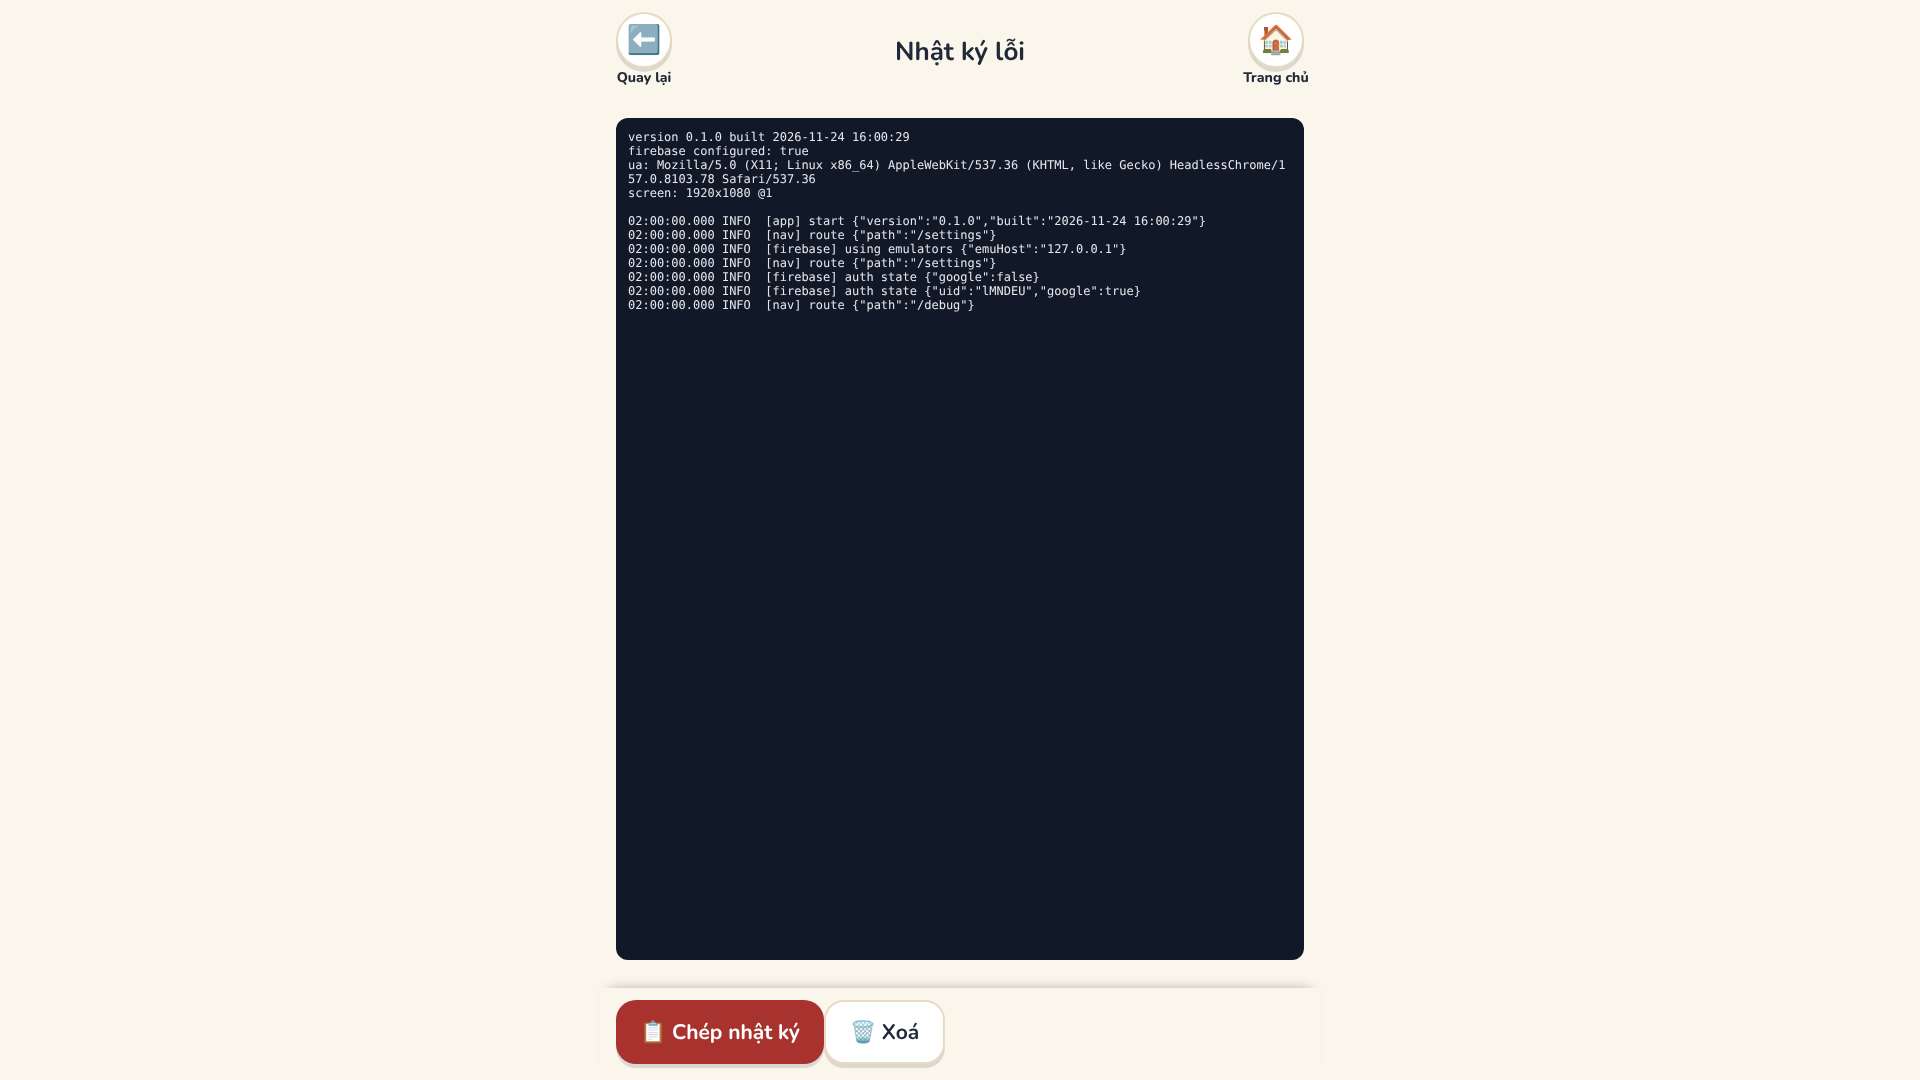 Nhật ký lỗi
Quay lại
Trang chủ
version 0.1.0 built 2026-11-24 16:00:29
firebase configured: true
ua: Mozilla/5.0 (X11; Linux x86_64) AppleWebKit/537.36 (KHTML, like Gecko) HeadlessChrome/1
57.0.8103.78 Safari/537.36
screen: 1920x1080 @1
02:00:00.000 INFO  [app] start {"version":"0.1.0","built":"2026-11-24 16:00:29"}
02:00:00.000 INFO  [nav] route {"path":"/settings"}
02:00:00.000 INFO  [firebase] using emulators {"emuHost":"127.0.0.1"}
02:00:00.000 INFO  [nav] route {"path":"/settings"}
02:00:00.000 INFO  [firebase] auth state {"google":false}
02:00:00.000 INFO  [firebase] auth state {"uid":"lMNDEU","google":true}
02:00:00.000 INFO  [nav] route {"path":"/debug"}
Chép nhật ký
Xoá